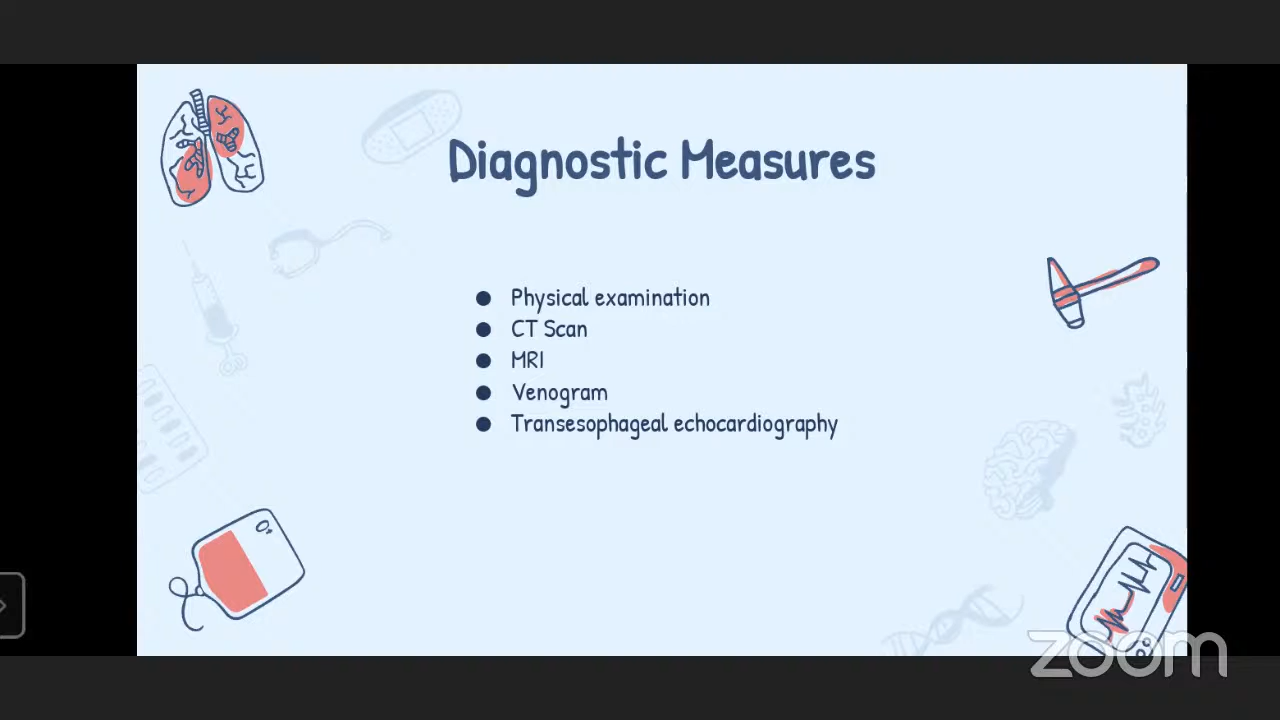 Diagnostic Measures
● Physical examination
● CT Scan
● MRI
● Venogram
● Transesophageal echocardiography
O+
zoom